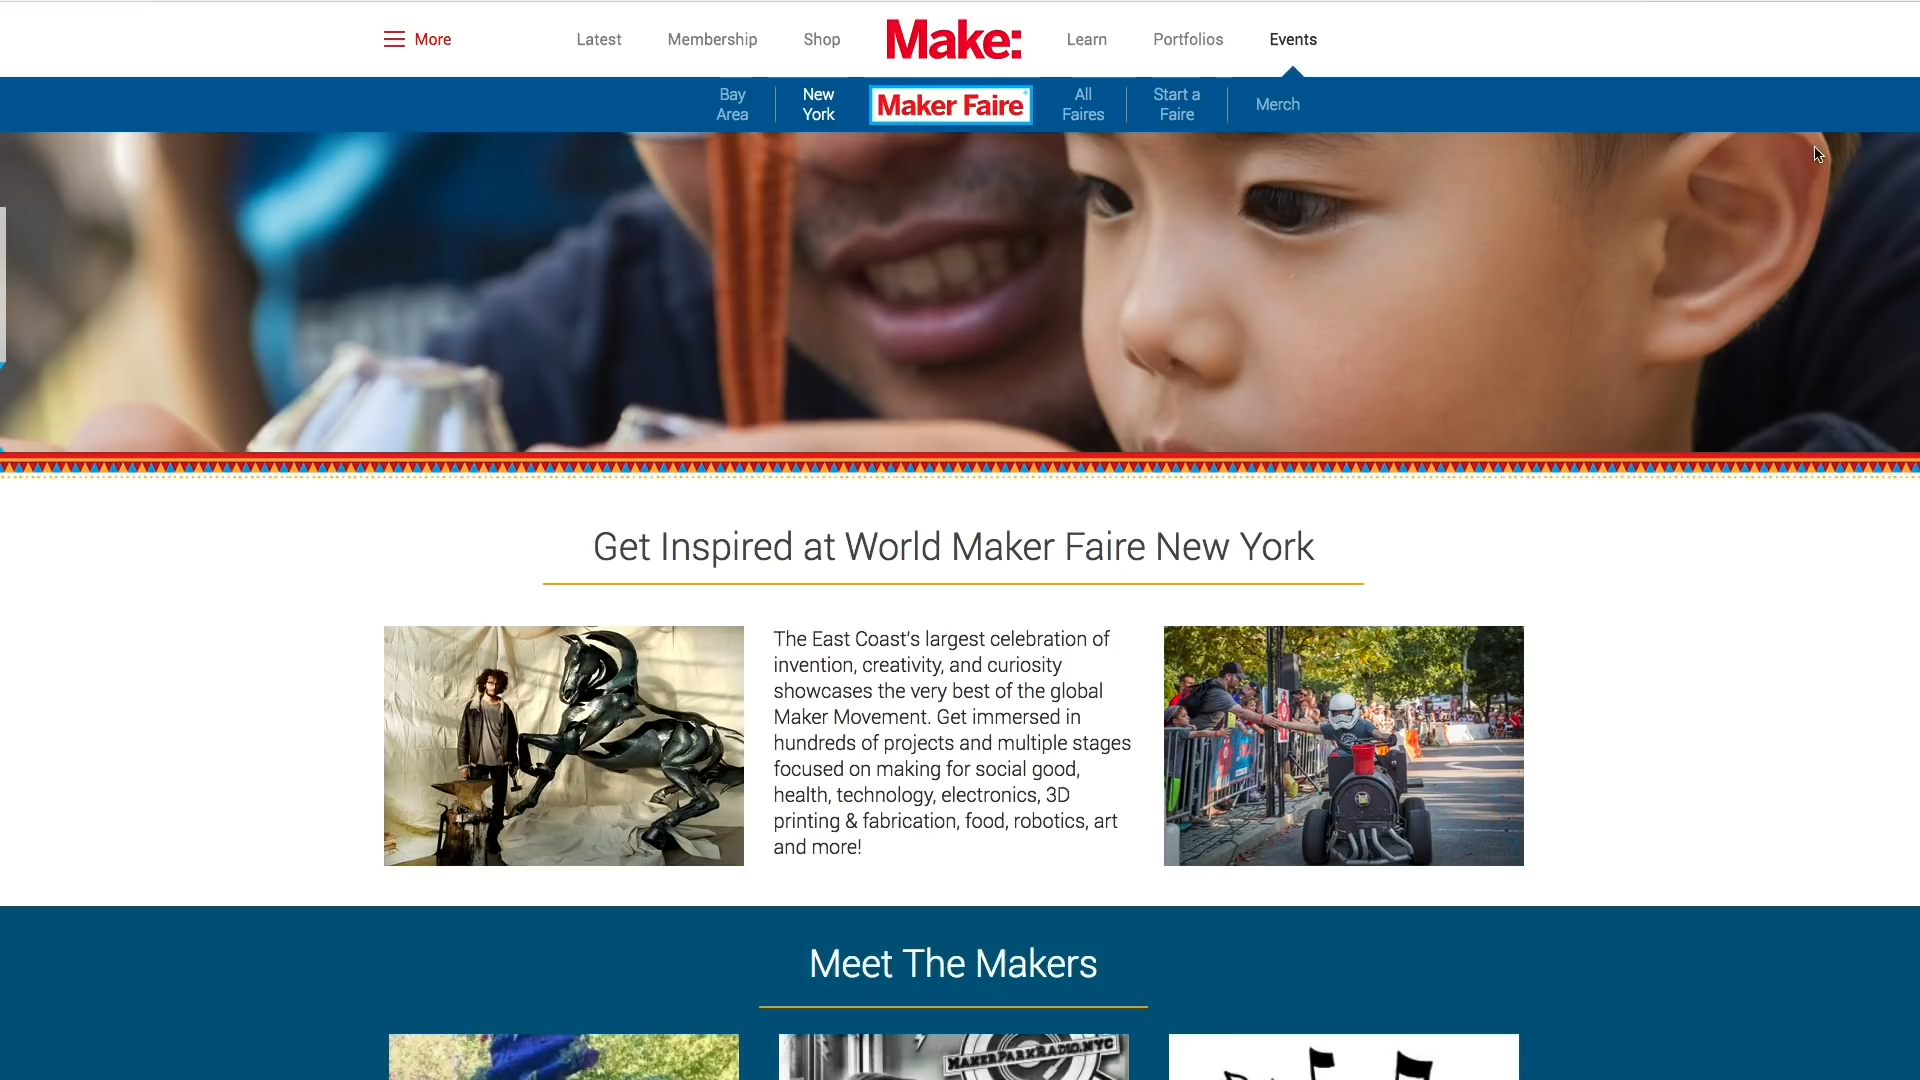 More
Latest
Membership
Shop
Make:
Learn
Portfolios
Events
Bay
Area
New
York
Maker Faire
All
Faires
Start a
Faire
Merch
Get Inspired at World Maker Faire New York
The East Coast's largest celebration of
invention, creativity, and curiosity
showcases the very best of the global
Maker Movement. Get immersed in
hundreds of projects and multiple stages
focused on making for social good,
health, technology, electronics, 3D
printing & fabrication, food, robotics, art
and more!
Meet The Makers
MAKERPARKRADIO.NYC